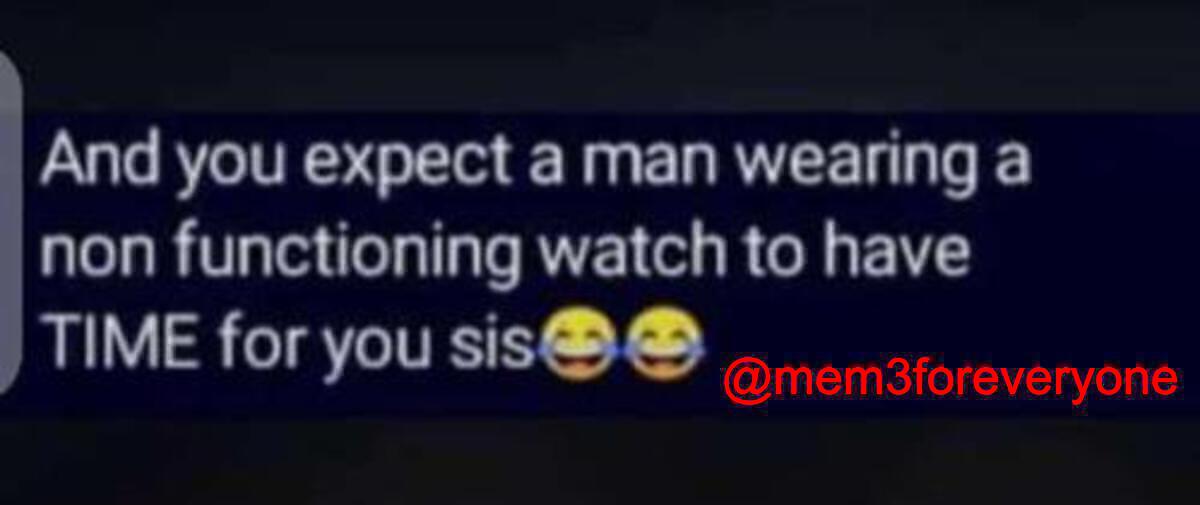 And you expect a man wearing a
non functioning watch to have
TIME for you sis😂😂
@mem3foreveryone